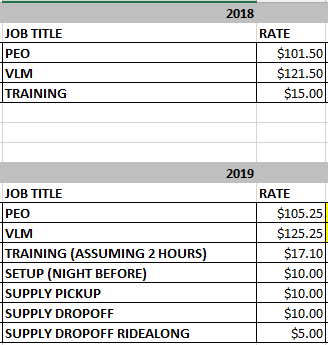 2018
JOB TITLE RATE
PEO $101.50
VLM $121.50
TRAINING $15.00
2019
JOB TITLE RATE
PEO $105.25
VLM $125.25
TRAINING (ASSUMING 2 HOURS) $17.10
SETUP (NIGHT BEFORE) $10.00
SUPPLY PICKUP $10.00
SUPPLY DROPOFF $10.00
SUPPLY DROPOFF RIDEALONG $5.00